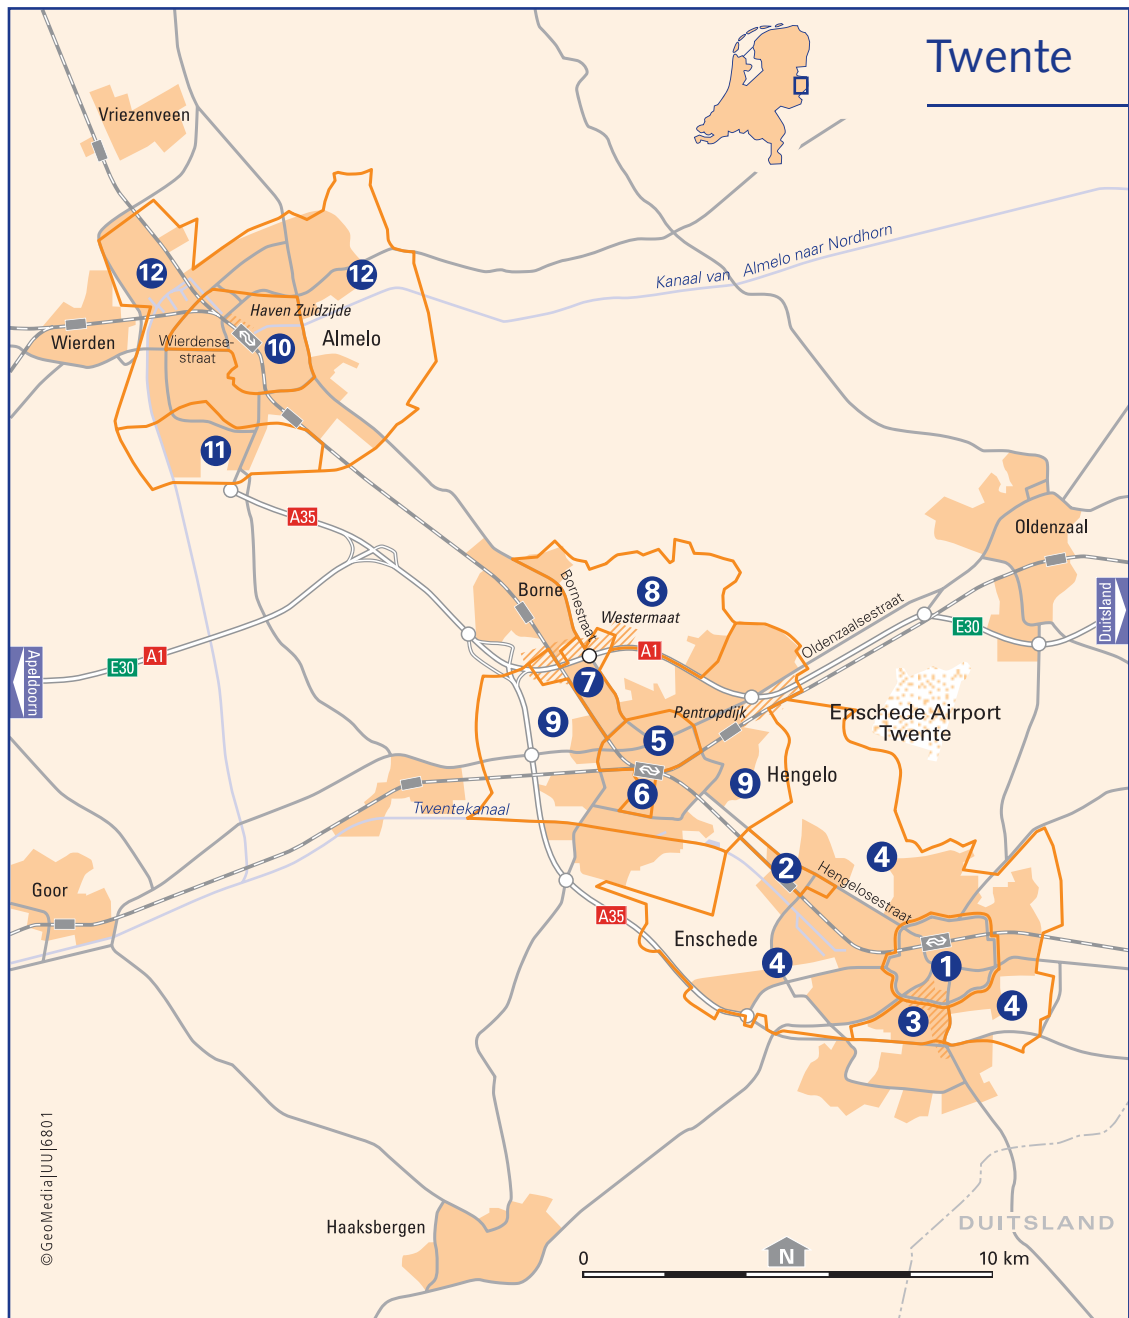 Twente
Vriezenveen
Kanaal van Almelo naar Nordhorn
12
12
Haven Zuidzijde
Wierden
Wierdense-
straat
10
Almelo
11
A35
Oldenzaal
Borne
Bornestraat
8
Westermaat
Oldenzaalsestraat
Duitsland
E30
Apeldoorn
E30
A1
A1
7
9
Pentropdijk
5
Enschede Airport
Twente
6
9
Hengelo
Twentekanaal
2
4
Hengelosestraat
Goor
A35
Enschede
4
1
3
4
©GeoMedia|UU|6801
Haaksbergen
DUITSLAND
N
0
10 km